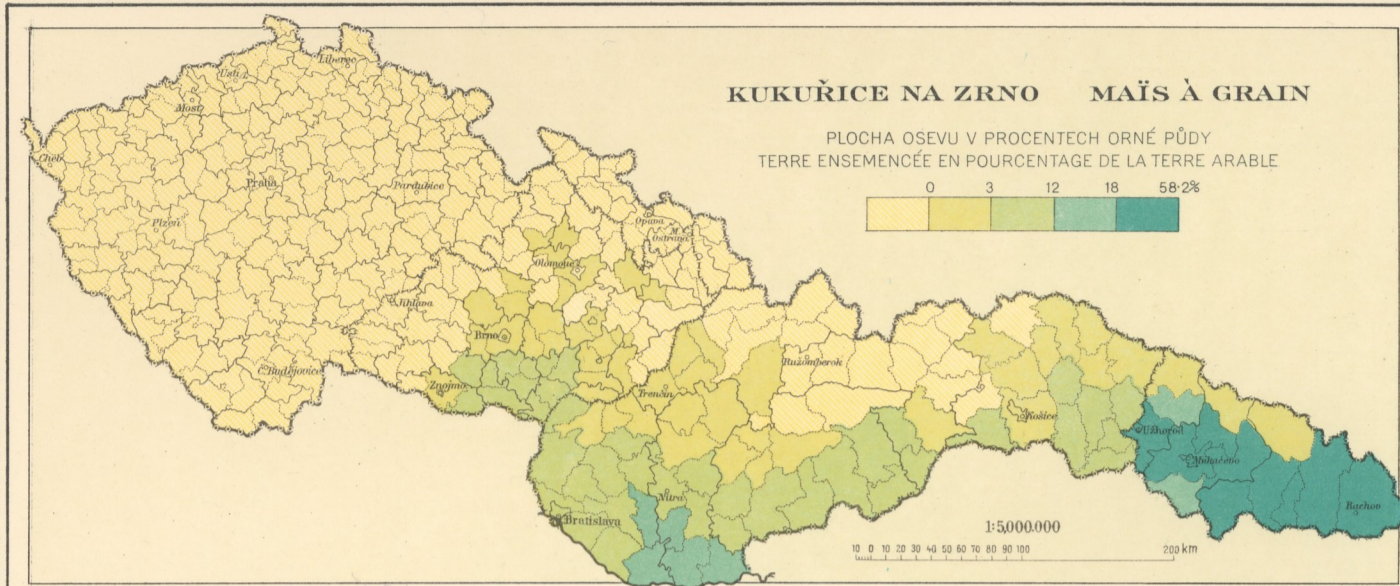 KUKUŘICE NA ZRNO MAÏS À GRAIN
PLOCHA OSEVU V PROCENTECH ORNÉ PŮDY
TERRE ENSEMENCÉE EN POURCENTAGE DE LA TERRE ARABLE
0 3 12 18 58·2%
Liberec
Ústí
Most
Cheb
Praha
Pardubice
Plzeň
Opava
M.
Ostrava
Olomouc
Jihlava
Brno
Budějovice
Znojmo
Ružomberok
Trenčín
Košice
Užhorod
Mukačevo
Nitra
Rachov
Bratislava
1:5,000.000
10 0 10 20 30 40 50 60 70 80 90 100 200 km